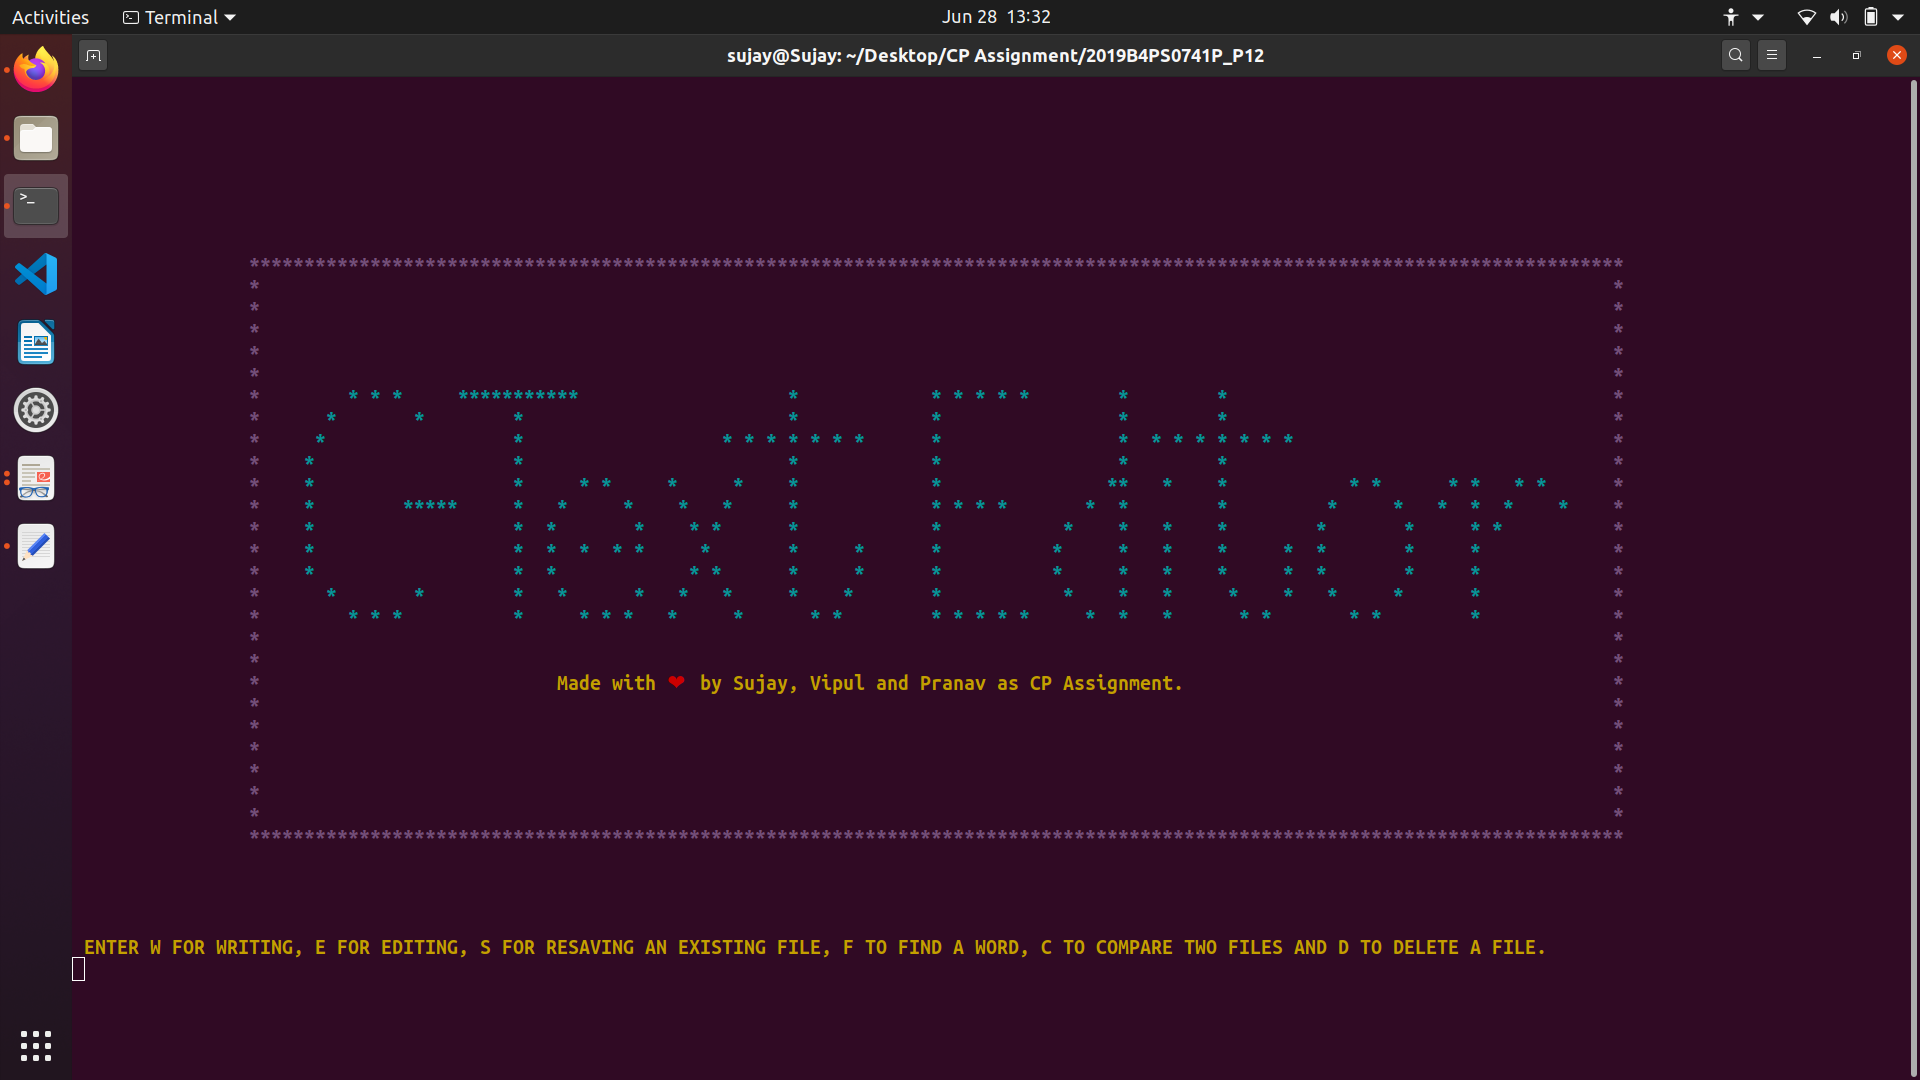 Activities
Terminal
Jun 28 13:32
sujay@Sujay: ~/Desktop/CP Assignment/2019B4PS0741P_P12
GText Editor
Made with ❤ by Sujay, Vipul and Pranav as CP Assignment.
ENTER W FOR WRITING, E FOR EDITING, S FOR RESAVING AN EXISTING FILE, F TO FIND A WORD, C TO COMPARE TWO FILES AND D TO DELETE A FILE.